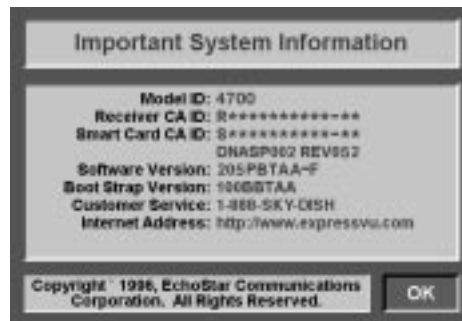 Important System Information
Model ID: 4700
Receiver CA ID: R**********-**
Smart Card CA ID: S**********-**
DNASP002 REV052
Software Version: 205PBTAA-F
Boot Strap Version: 100BBTAA
Customer Service: 1-888-SKY-DISH
Internet Address: http://www.expressvu.com
Copyright ` 1996, EchoStar Communications
Corporation. All Rights Reserved.
OK